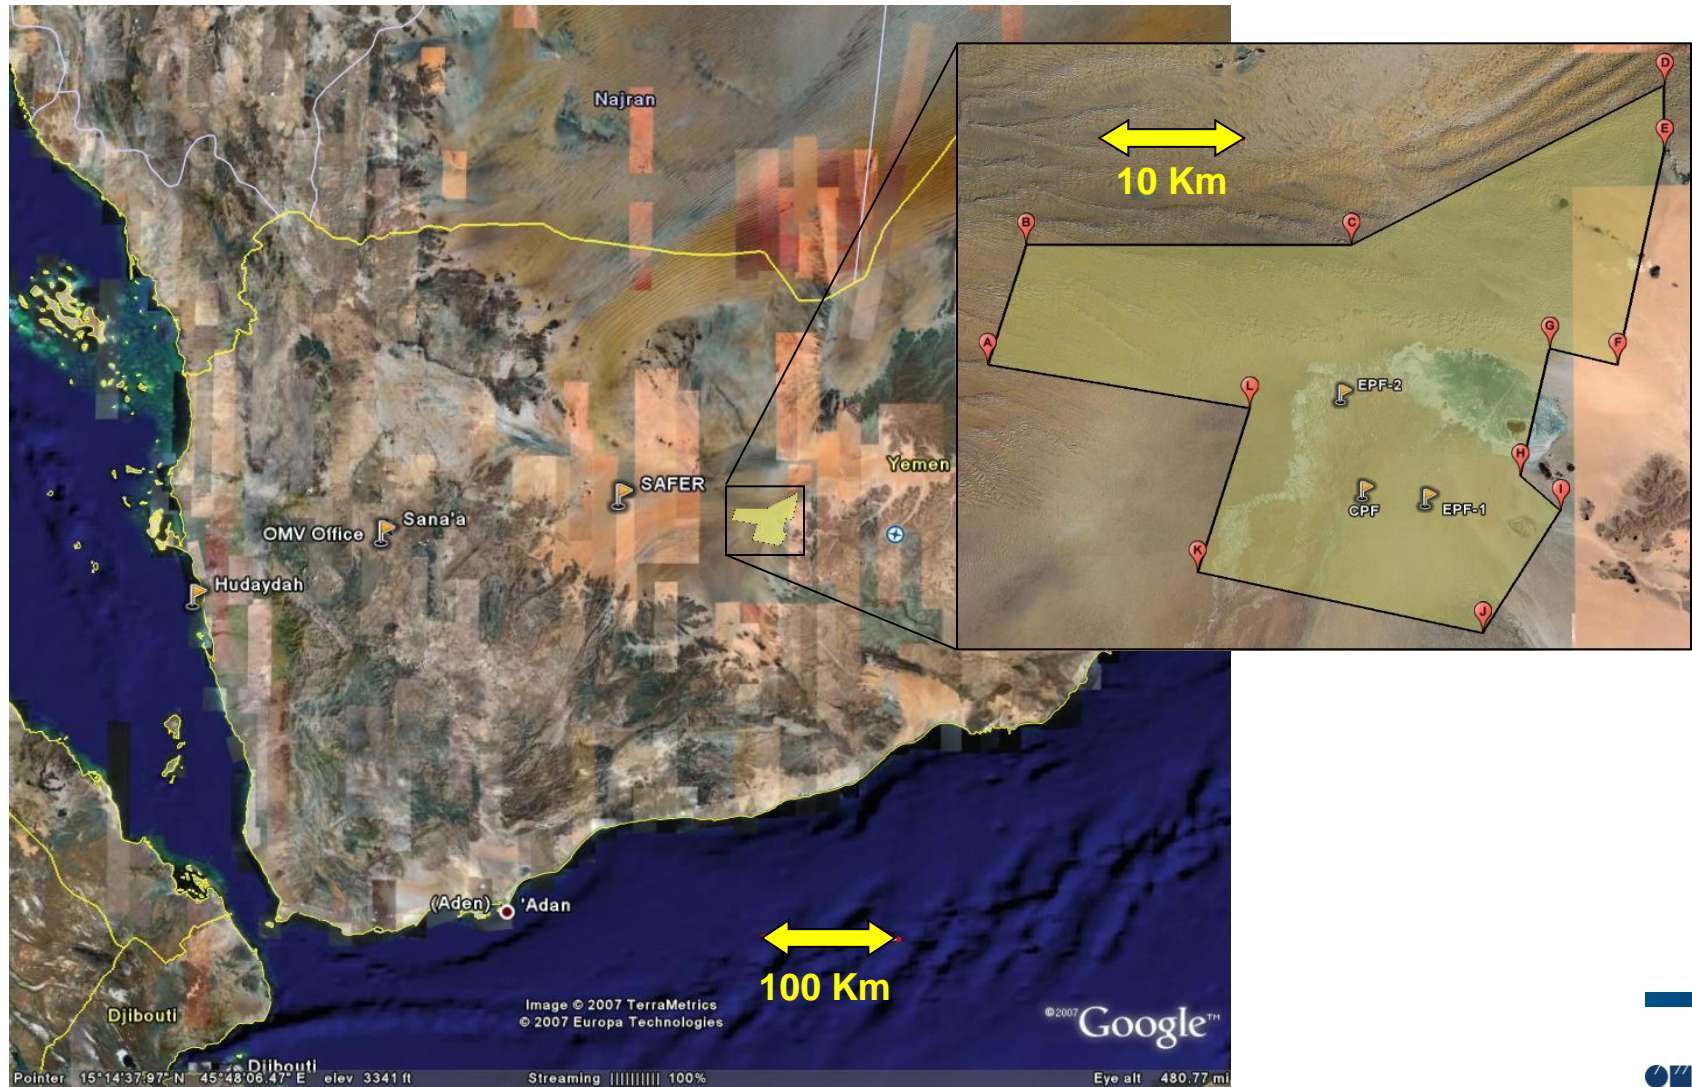 Najran
10 Km
D
E
B
C
A
G
F
L
EPF-2
H
I
CPF
EPF-1
K
J
Yemen
SAFER
Sana'a
OMV Office
Hudaydah
(Aden)
'Adan
100 Km
Image © 2007 TerraMetrics
© 2007 Europa Technologies
©2007 Google™
Djibouti
Djibouti
Pointer 15°14'37.97" N 45°48'06.47" E elev 3341 ft Streaming |||||||||| 100% Eye alt 480.77 mi